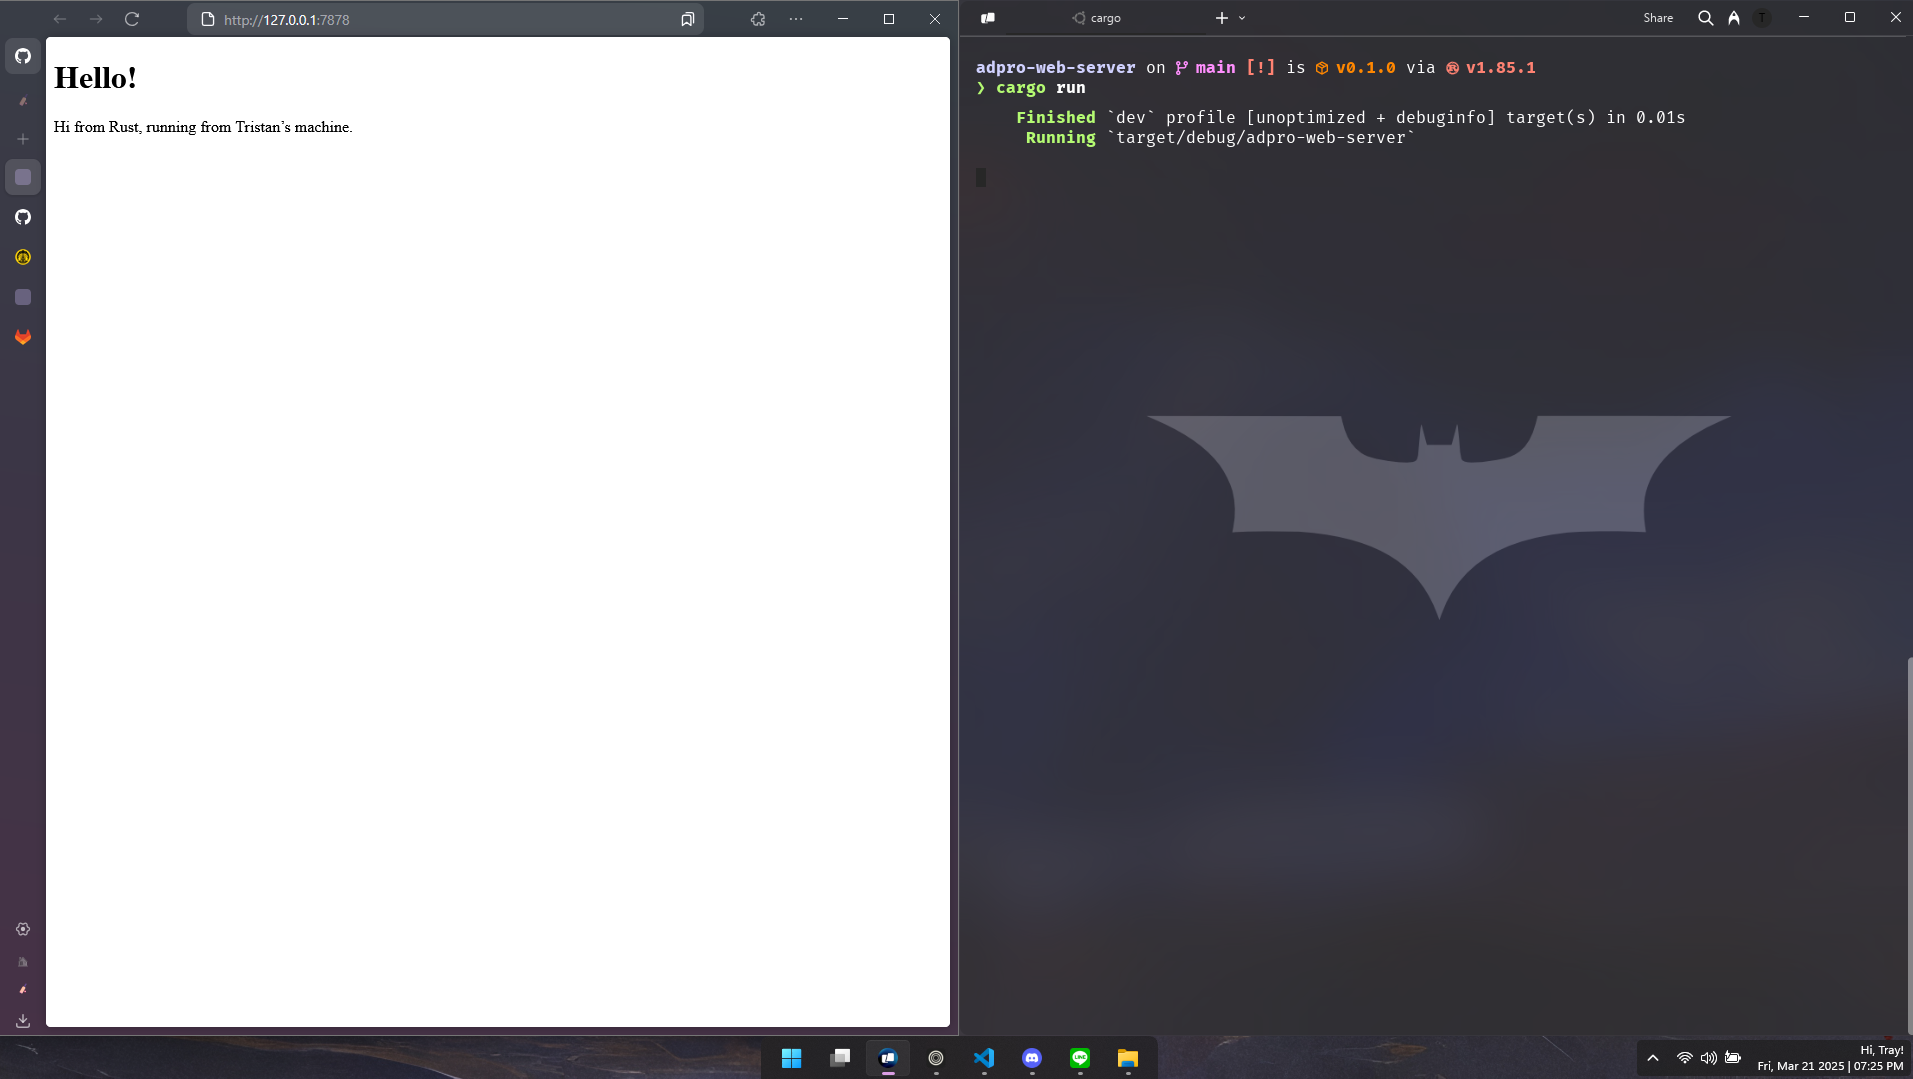 http://127.0.0.1:7878
Hello!
Hi from Rust, running from Tristan’s machine.
cargo
Share
T
adpro-web-server on main [!] is v0.1.0 via v1.85.1
❯ cargo run
Finished `dev` profile [unoptimized + debuginfo] target(s) in 0.01s
Running `target/debug/adpro-web-server`
LINE
Hi, Tray!
Fri, Mar 21 2025 | 07:25 PM